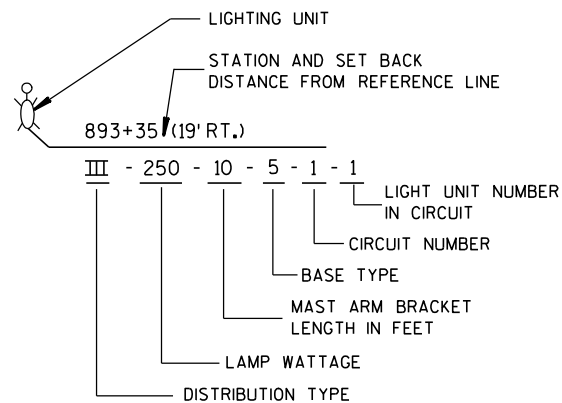 LIGHTING UNIT
STATION AND SET BACK
DISTANCE FROM REFERENCE LINE
893+35 (19' RT.)
III - 250 - 10 - 5 - 1 - 1
LIGHT UNIT NUMBER
IN CIRCUIT
CIRCUIT NUMBER
BASE TYPE
MAST ARM BRACKET
LENGTH IN FEET
LAMP WATTAGE
DISTRIBUTION TYPE